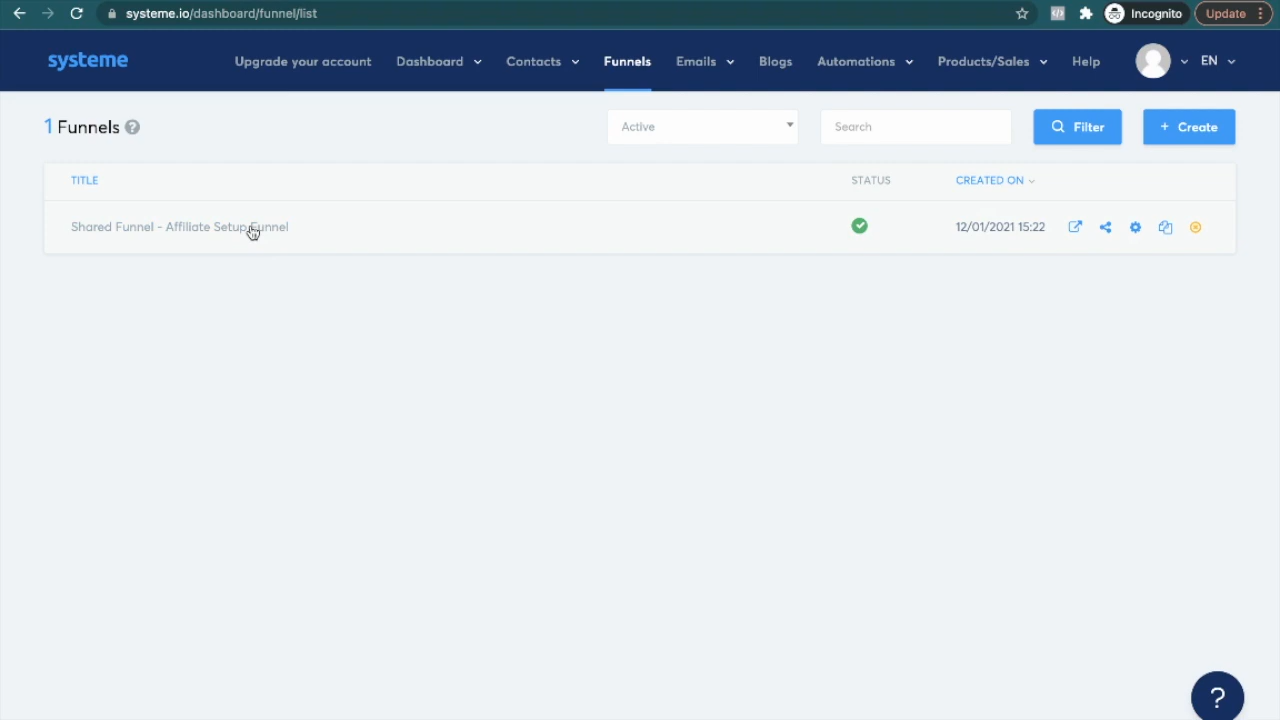 systeme.io/dashboard/funnel/list
Incognito
Update
systeme
Upgrade your account
Dashboard
Contacts
Funnels
Emails
Blogs
Automations
Products/Sales
Help
EN
1 Funnels ?
Active
Search
Filter
+ Create
TITLE
STATUS
CREATED ON
Shared Funnel - Affiliate Setup Funnel
12/01/2021 15:22
?